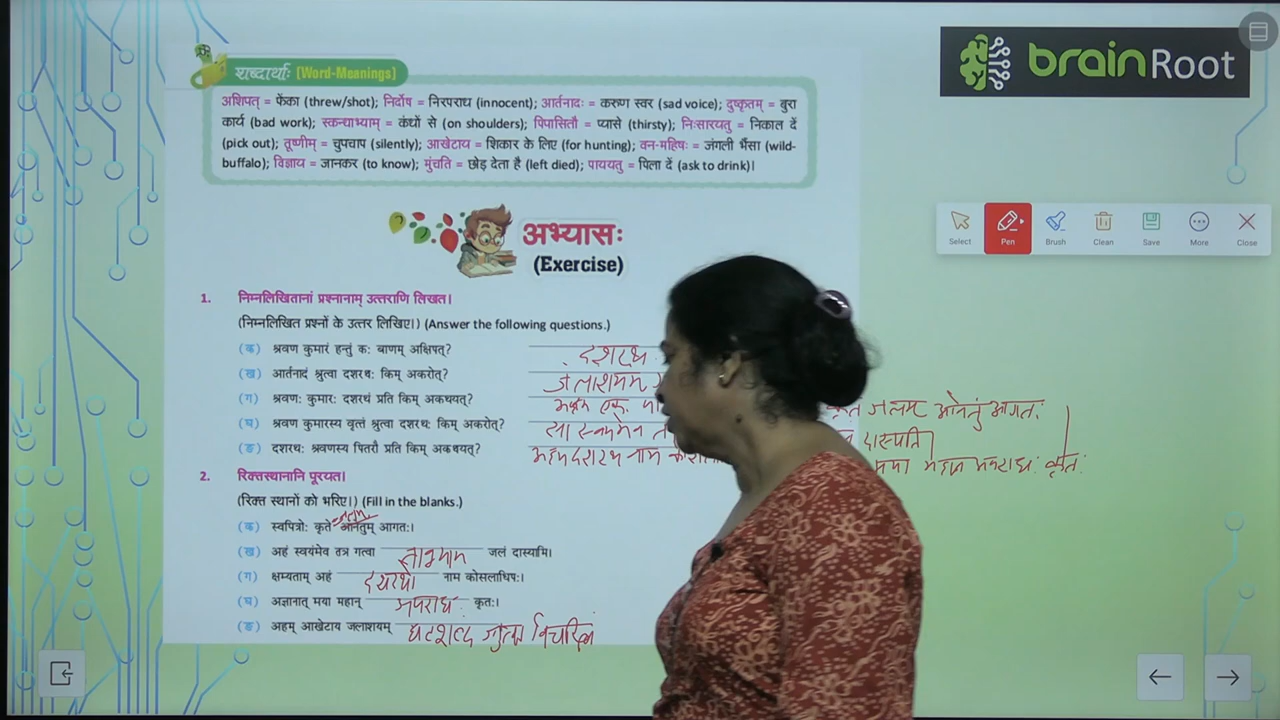 brainRoot
शब्दार्थाः [Word-Meanings]
अशिपत् = फेंका (threw/shot); निर्दोष = निरपराध (innocent); आर्तनादः = करुण स्वर (sad voice); दुष्कृतम् = बुरा
कार्य (bad work); स्कन्धाभ्याम् = कंधों से (on shoulders); पिपासितौ = प्यासे (thirsty); निःसारयतु = निकाल दें
(pick out); तूष्णीम् = चुपचाप (silently); आखेटाय = शिकार के लिए (for hunting); वन-महिषः = जंगली भैंसा (wild-
buffalo); विज्ञाय = जानकर (to know); मुंचति = छोड़ देता है (left died); पाययतु = पिला दें (ask to drink)।
Select Pen Brush Clean Save More Close
अभ्यासः
(Exercise)
1. निम्नलिखितानां प्रश्नानाम् उत्तराणि लिखत।
(निम्नलिखित प्रश्नों के उत्तर लिखिए।) (Answer the following questions.)
(क) श्रवण कुमारं हन्तुं कः बाणम् अक्षिपत्? दशरथ
(ख) आर्तनादं श्रुत्वा दशरथः किम् अकरोत्? जलाशयम्
(ग) श्रवणः कुमारः दशरथं प्रति किम् अकथयत्? जलम् आनेतुं आगतः
(घ) श्रवण कुमारस्य वृत्तं श्रुत्वा दशरथः किम् अकरोत्? दास्पति
(ङ) दशरथः श्रवणस्य पितरौ प्रति किम् अकथयत्? नाम कृतः
2. रिक्तस्थानानि पूरयत।
(रिक्त स्थानों को भरिए।) (Fill in the blanks.)
(क) स्वपित्रोः कृते जलम् आनेतुम् आगतः।
(ख) अहं स्वयंमेव तत्र गत्वा ताभ्याम जलं दास्यामि।
(ग) क्षम्यताम् अहं दशरथो नाम कोसलाधिपः।
(घ) अज्ञानात् मया महान् अपराधः कृतः।
(ङ) अहम् आखेटाय जलाशयम् घटशब्द